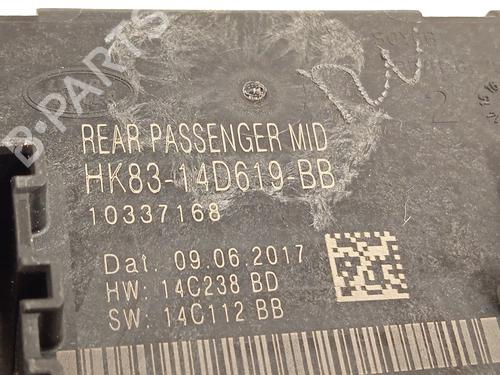 B-PARTS
REAR PASSENGER MID
HK83-14D619-BB
10337168
Dat. 09.06.2017
HW: 14C238 BD
SW: 14C112 BB